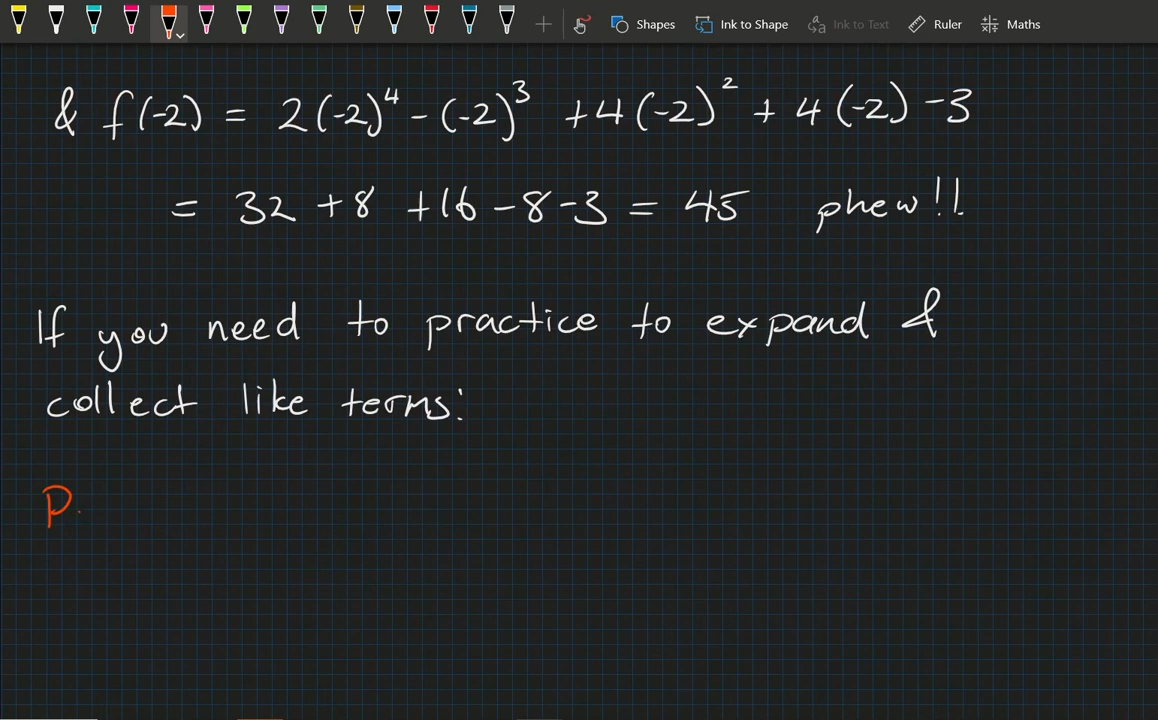 Shapes Ink to Shape Ink to Text Ruler Maths
& f(-2) = 2(-2)⁴ - (-2)³ + 4(-2)² + 4(-2) - 3
= 32 + 8 + 16 - 8 - 3 = 45 phew!!
If you need to practice to expand &
collect like terms:
P.